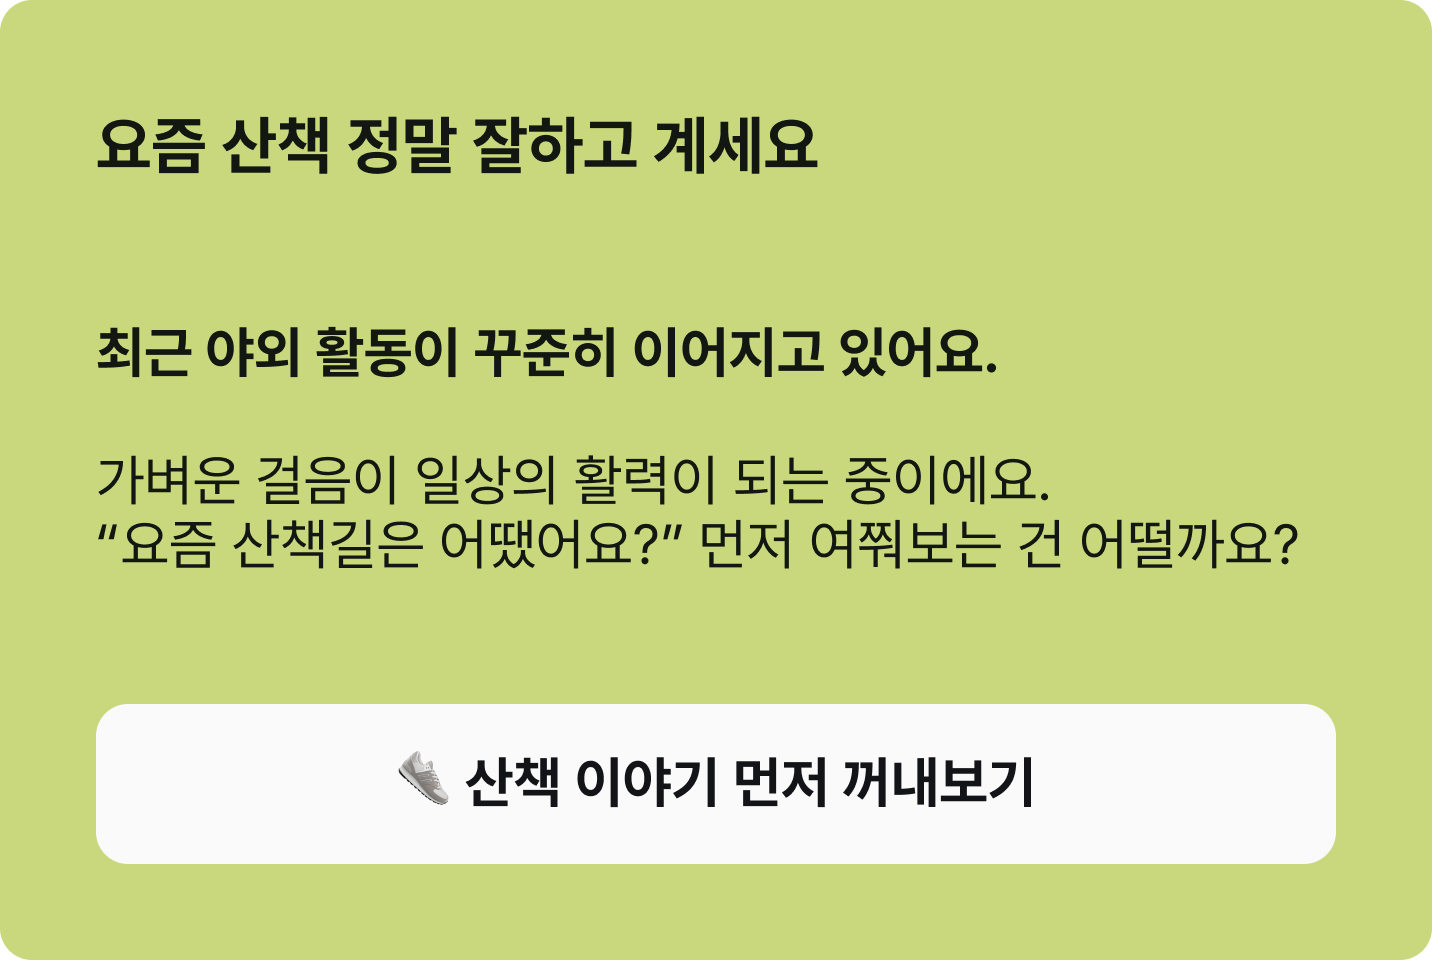 요즘 산책 정말 잘하고 계세요
최근 야외 활동이 꾸준히 이어지고 있어요.
가벼운 걸음이 일상의 활력이 되는 중이에요.
“요즘 산책길은 어땠어요?” 먼저 여쭤보는 건 어떨까요?
👟 산책 이야기 먼저 꺼내보기